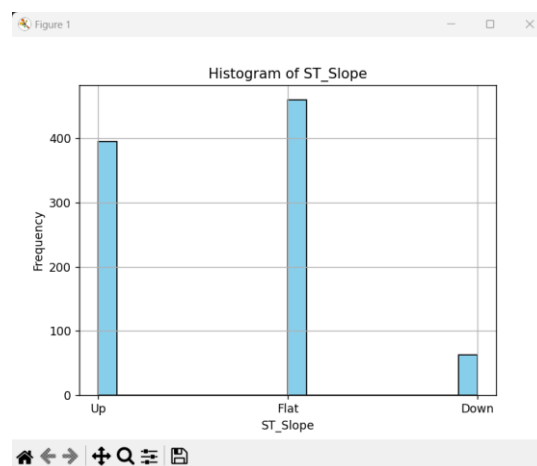 Figure 1
Histogram of ST_Slope
400
300
200
100
0
Frequency
Up Flat Down
ST_Slope